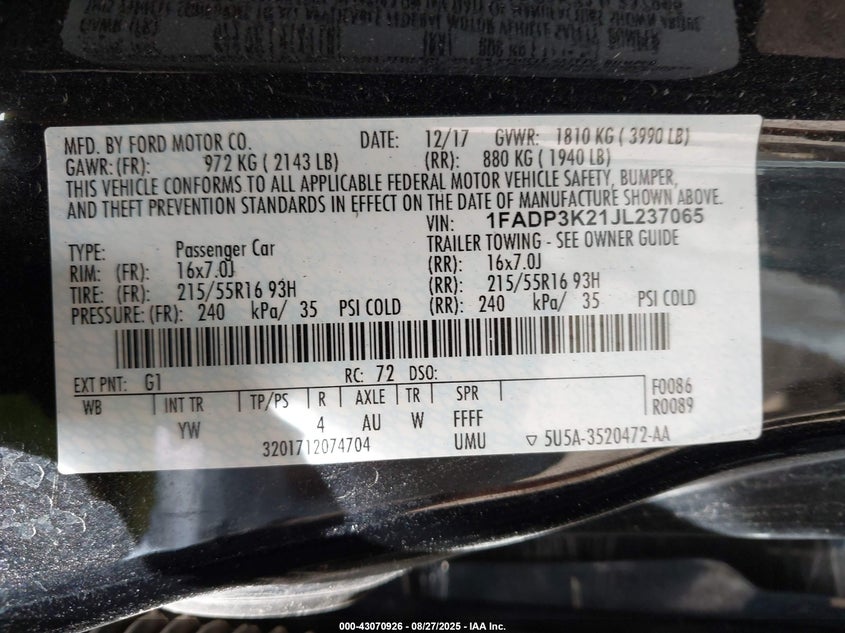 MFD. BY FORD MOTOR CO. DATE: 12/17 GVWR: 1810 KG ( 3990 LB)
GAWR: (FR): 972 KG ( 2143 LB) (RR): 880 KG ( 1940 LB)
THIS VEHICLE CONFORMS TO ALL APPLICABLE FEDERAL MOTOR VEHICLE SAFETY, BUMPER,
AND THEFT PREVENTION STANDARDS IN EFFECT ON THE DATE OF MANUFACTURE SHOWN ABOVE.
VIN: 1FADP3K21JL237065
TYPE: Passenger Car TRAILER TOWING - SEE OWNER GUIDE
RIM: (FR): 16x7.0J (RR): 16x7.0J
TIRE: (FR): 215/55R16 93H (RR): 215/55R16 93H
PRESSURE: (FR): 240 kPa/ 35 PSI COLD (RR): 240 kPa/ 35 PSI COLD
EXT PNT: G1 RC: 72 DSO: F0086
WB INT TR TP/PS R AXLE TR SPR R0089
YW 4 AU W FFFF
3201712074704 UMU ▽ 5U5A-3520472-AA
000-43070926 - 08/27/2025 - IAA Inc.